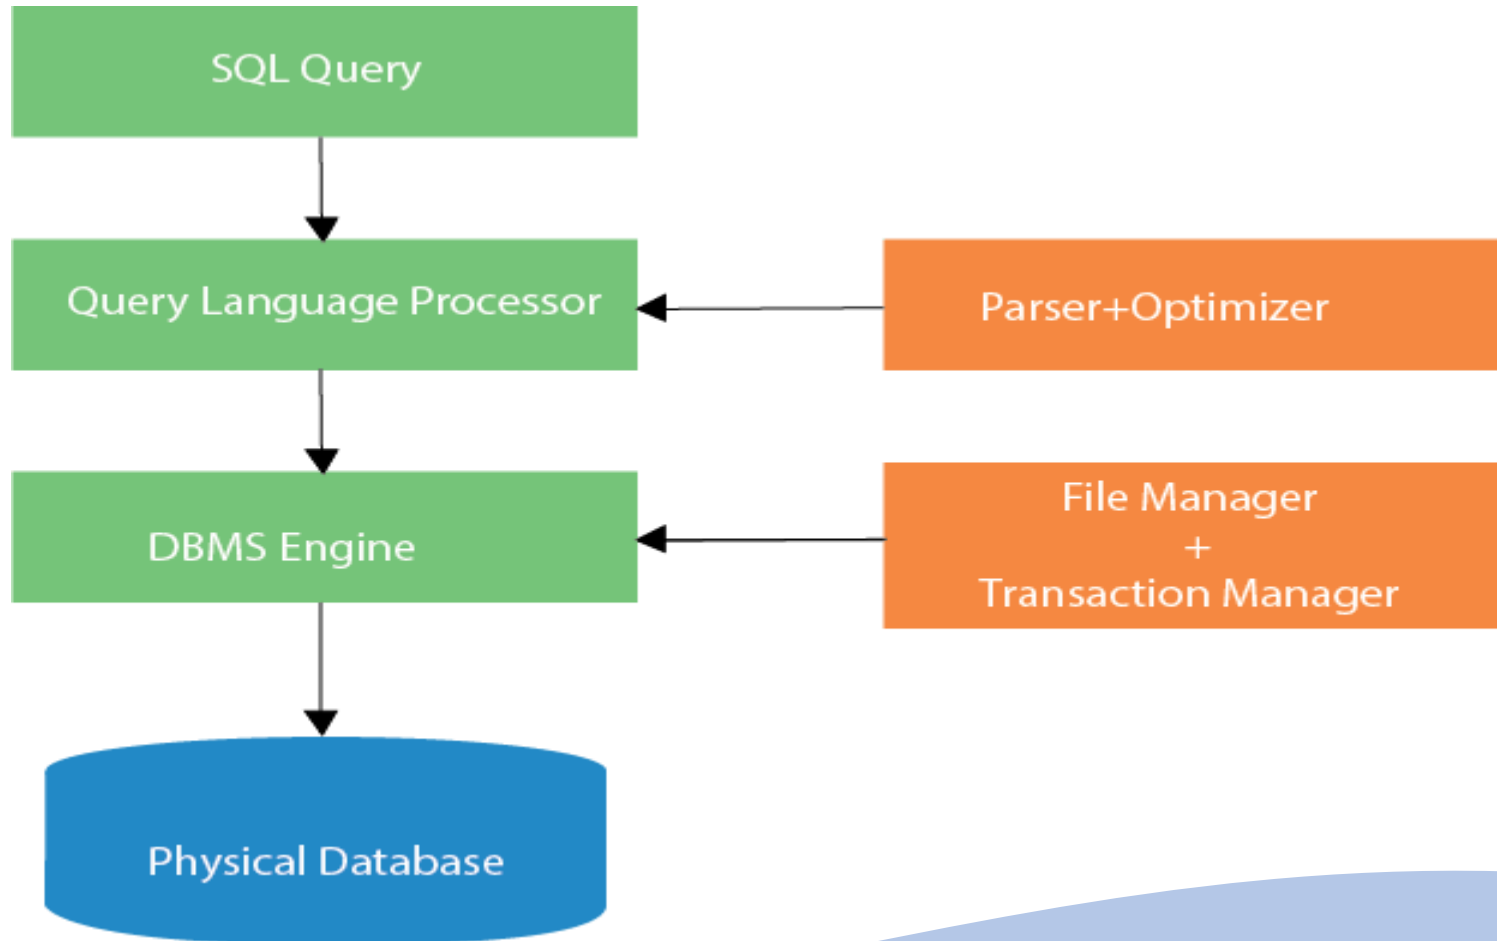 SQL Query
Query Language Processor
Parser+Optimizer
DBMS Engine
File Manager
+
Transaction Manager
Physical Database